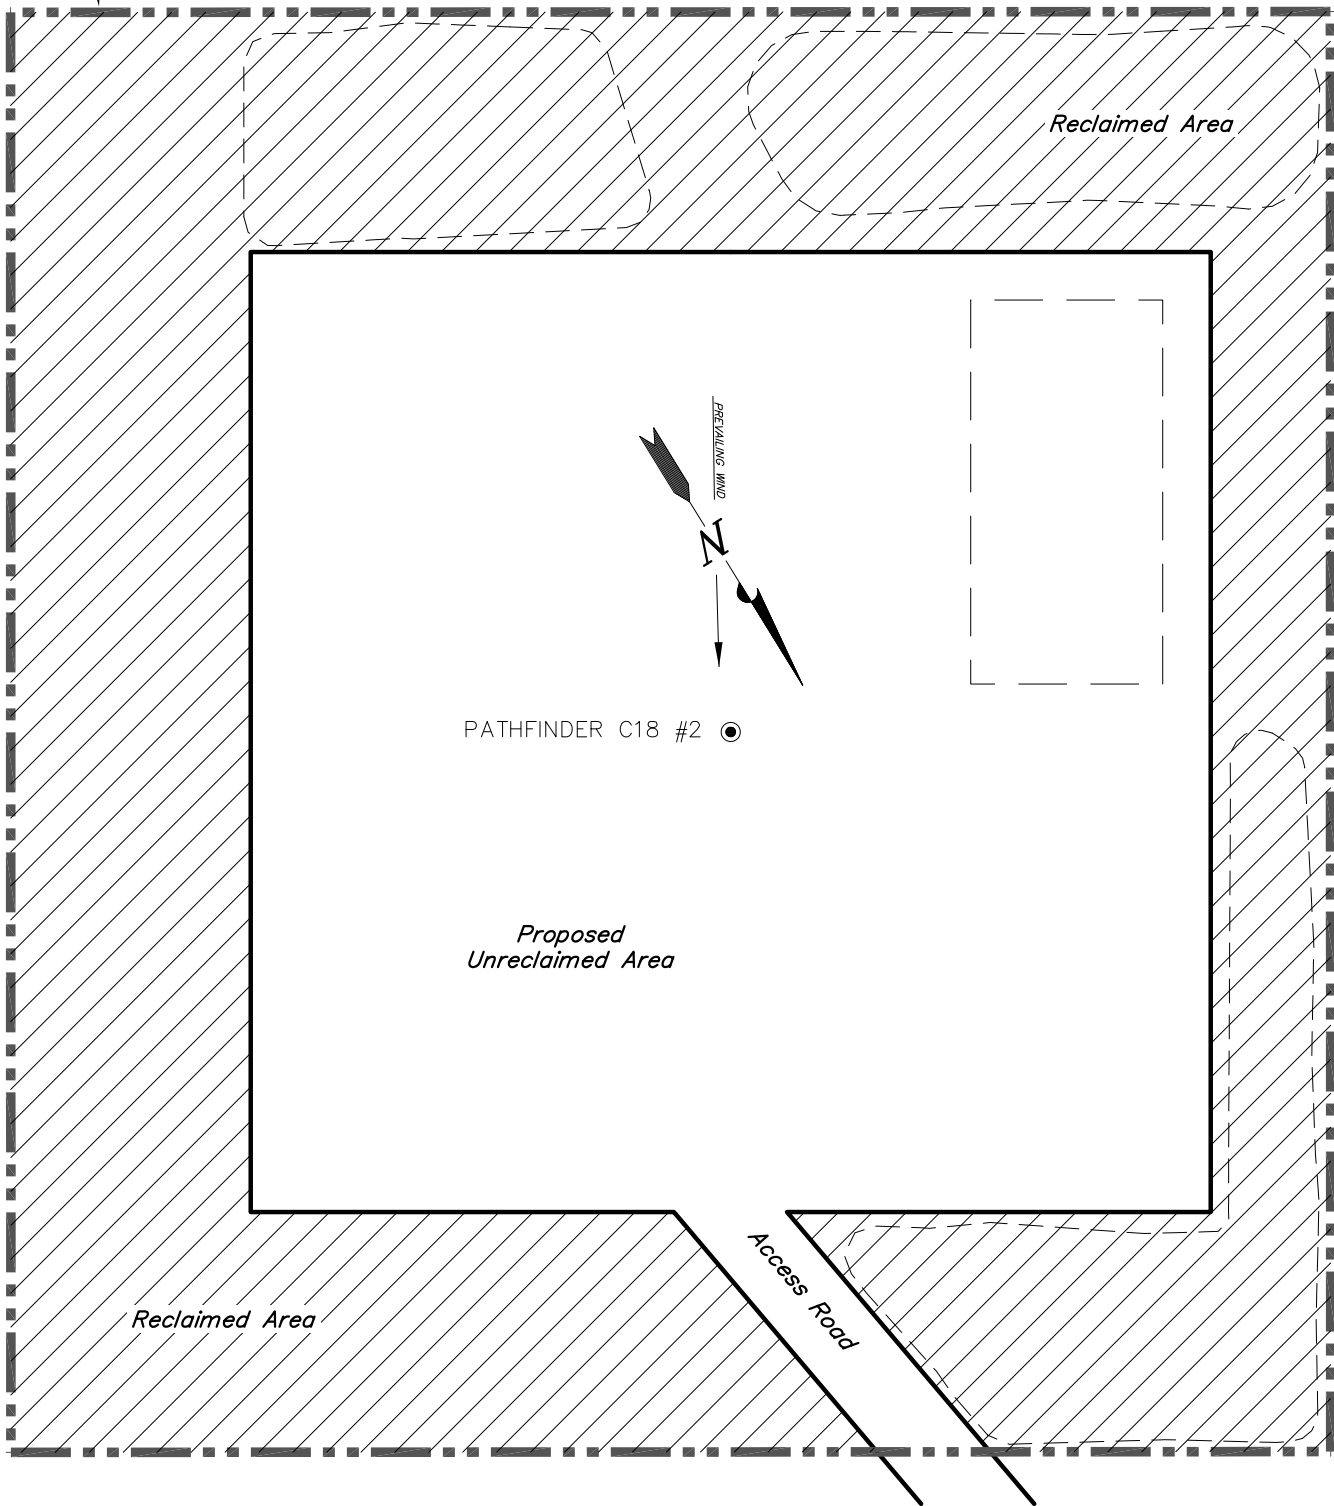 Reclaimed Area
PREVAILING WIND
N
PATHFINDER C18 #2
Proposed
Unreclaimed Area
Access Road
Reclaimed Area